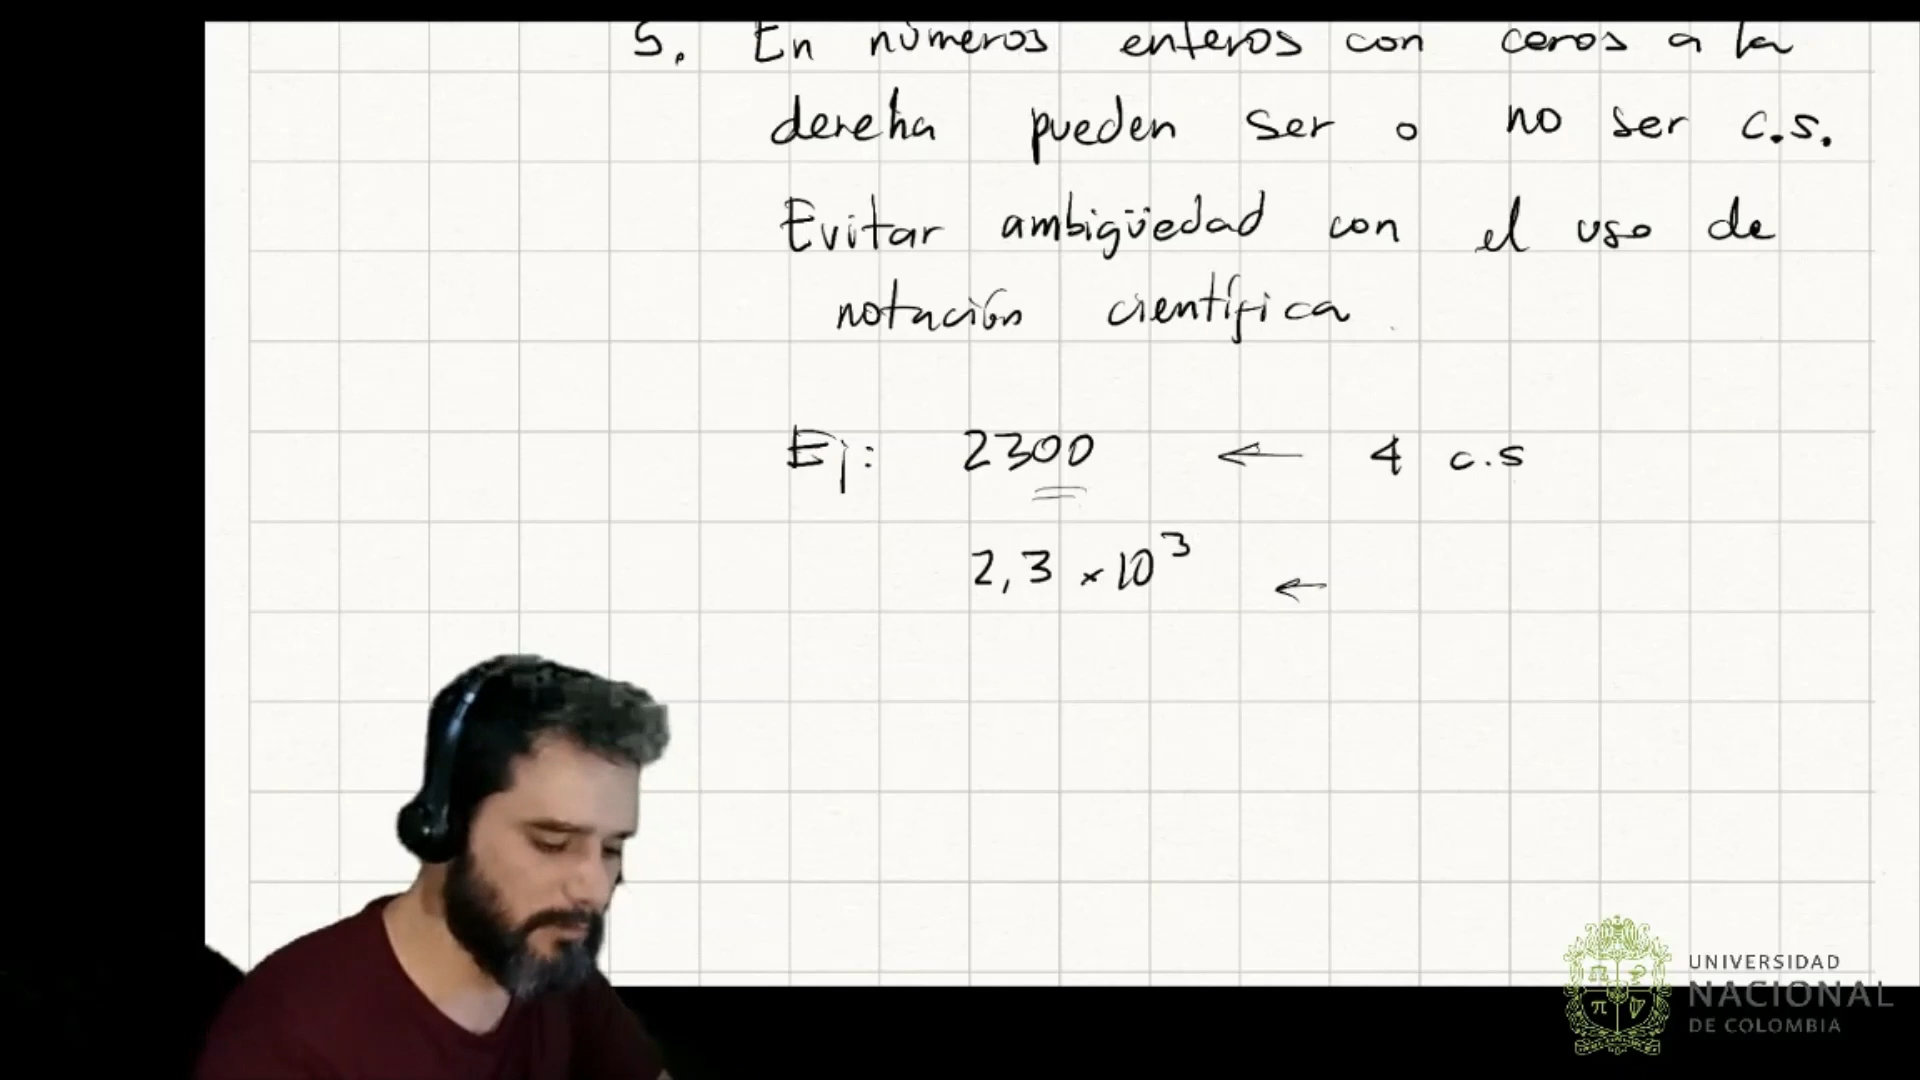 5. En números enteros con ceros a la
derecha pueden ser o no ser c.s.
Evitar ambigüedad con el uso de
notación científica
Ej: 2300 ← 4 c.s
2,3 × 10³ ←
UNIVERSIDAD
NACIONAL
DE COLOMBIA